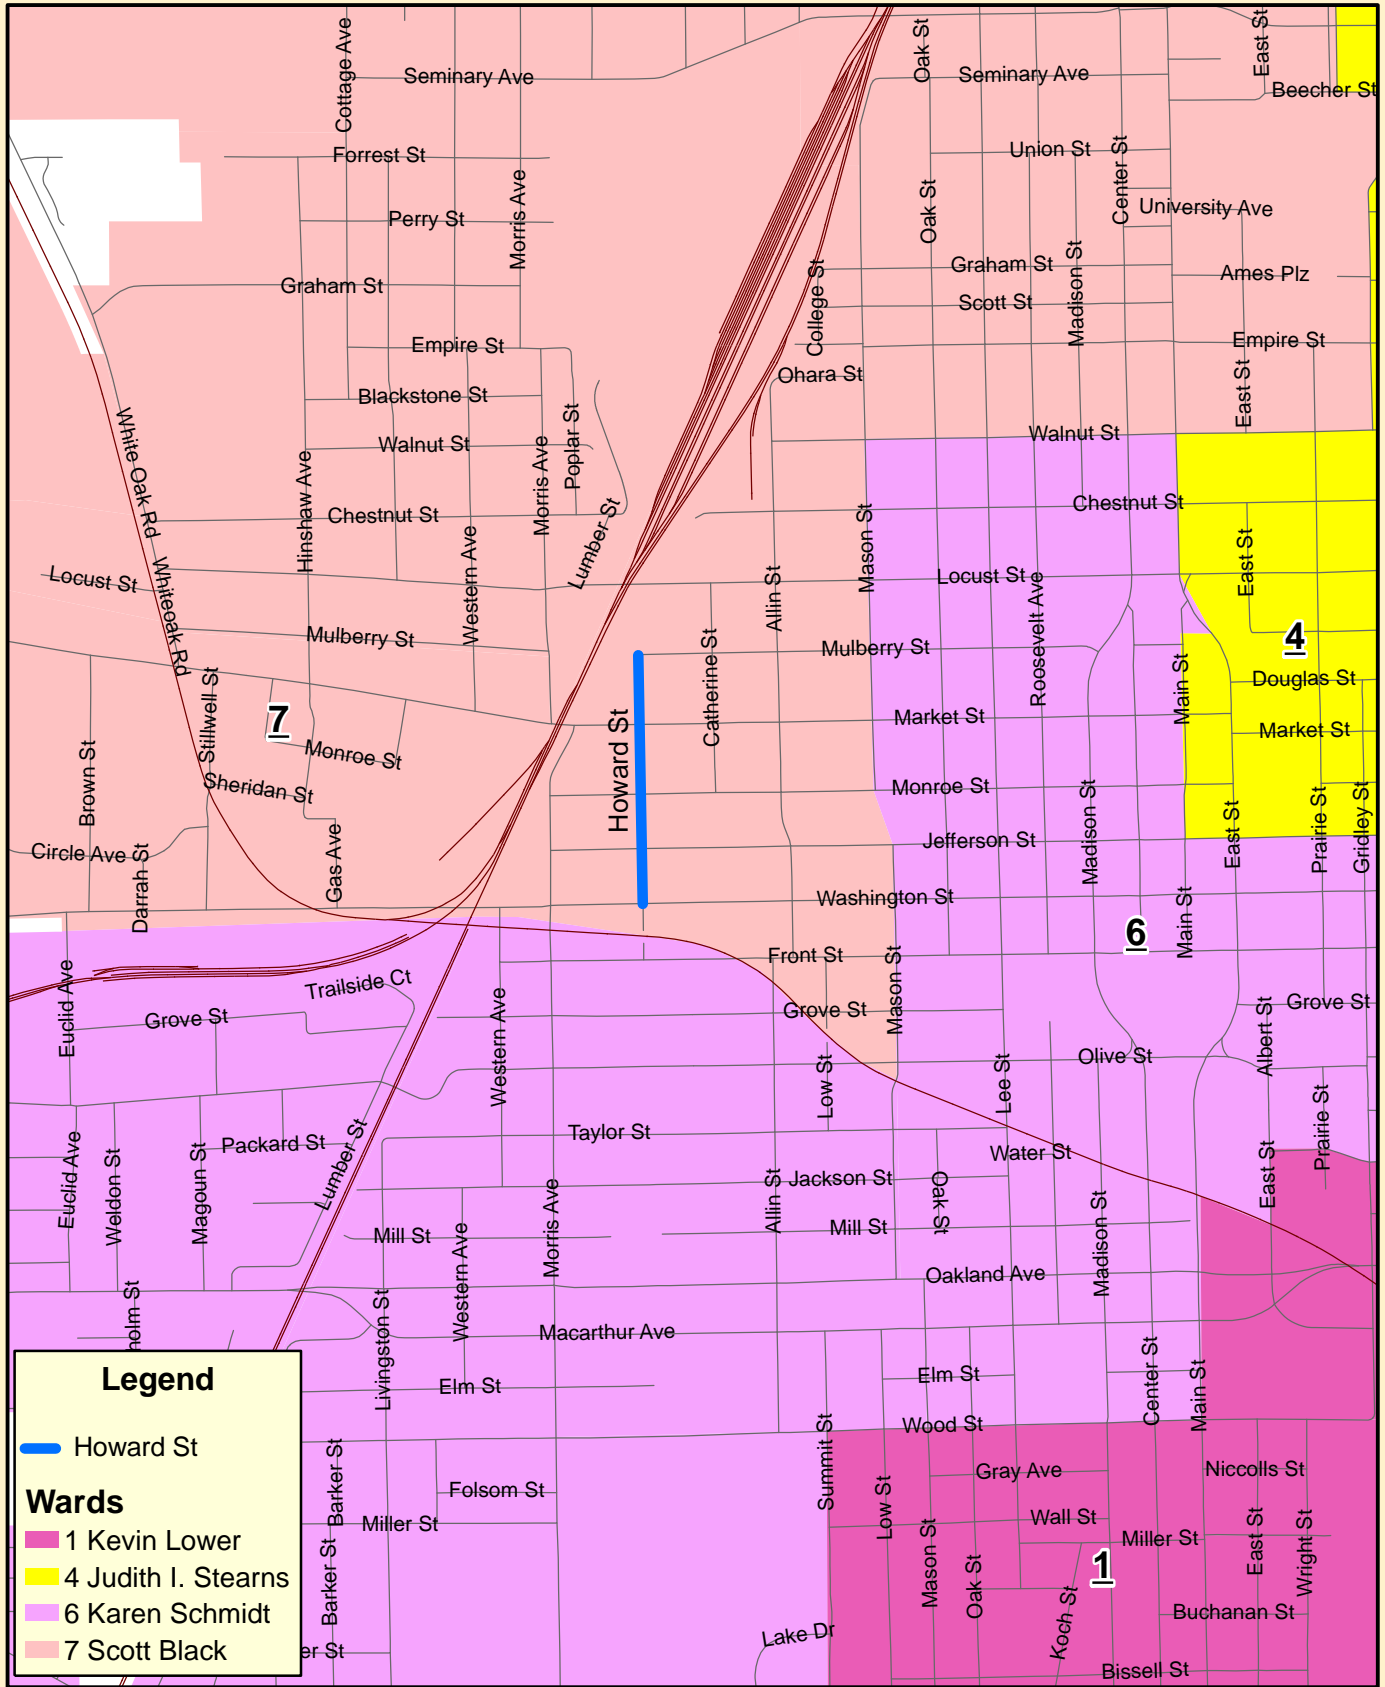 Cottage Ave
Seminary Ave
Oak St
Seminary Ave
East St
Beecher St
Forrest St
Union St
Center St
Morris Ave
Perry St
Oak St
University Ave
Graham St
College St
Graham St
Madison St
Ames Plz
Scott St
Empire St
Empire St
Ohara St
Blackstone St
East St
White Oak Rd
Walnut St
Poplar St
Walnut St
Hinshaw Ave
Morris Ave
Chestnut St
Lumber St
Chestnut St
Mason St
Western Ave
East St
Locust St
Whiteoak Rd
Allin St
Locust St
Roosevelt Ave
Mulberry St
Catherine St
Mulberry St
4
Main St
Douglas St
Stillwell St
7
Howard St
Market St
Market St
Monroe St
Brown St
Sheridan St
Monroe St
Madison St
East St
Prairie St
Gridley St
Circle Ave
Darrah St
Gas Ave
Jefferson St
Washington St
Main St
6
Front St
Mason St
Euclid Ave
Trailside Ct
Western Ave
Grove St
Grove St
Grove St
Albert St
Low St
Lee St
Olive St
Prairie St
Euclid Ave
Weldon St
Magoun St
Packard St
Lumber St
Taylor St
Water St
East St
Jackson St
Allin St
Oak St
Morris Ave
Mill St
Western Ave
Mill St
Madison St
Oakland Ave
holm St
Livingston St
Macarthur Ave
Center St
Main St
Elm St
Elm St
Wood St
Summit St
Barker St
Folsom St
Miller St
Low St
Gray Ave
Niccolls St
Wall St
Miller St
Mason St
Oak St
1
East St
Wright St
Barker St
Koch St
Buchanan St
Lake Dr
er St
Bissell St
Legend
Howard St
Wards
1 Kevin Lower
4 Judith I. Stearns
6 Karen Schmidt
7 Scott Black